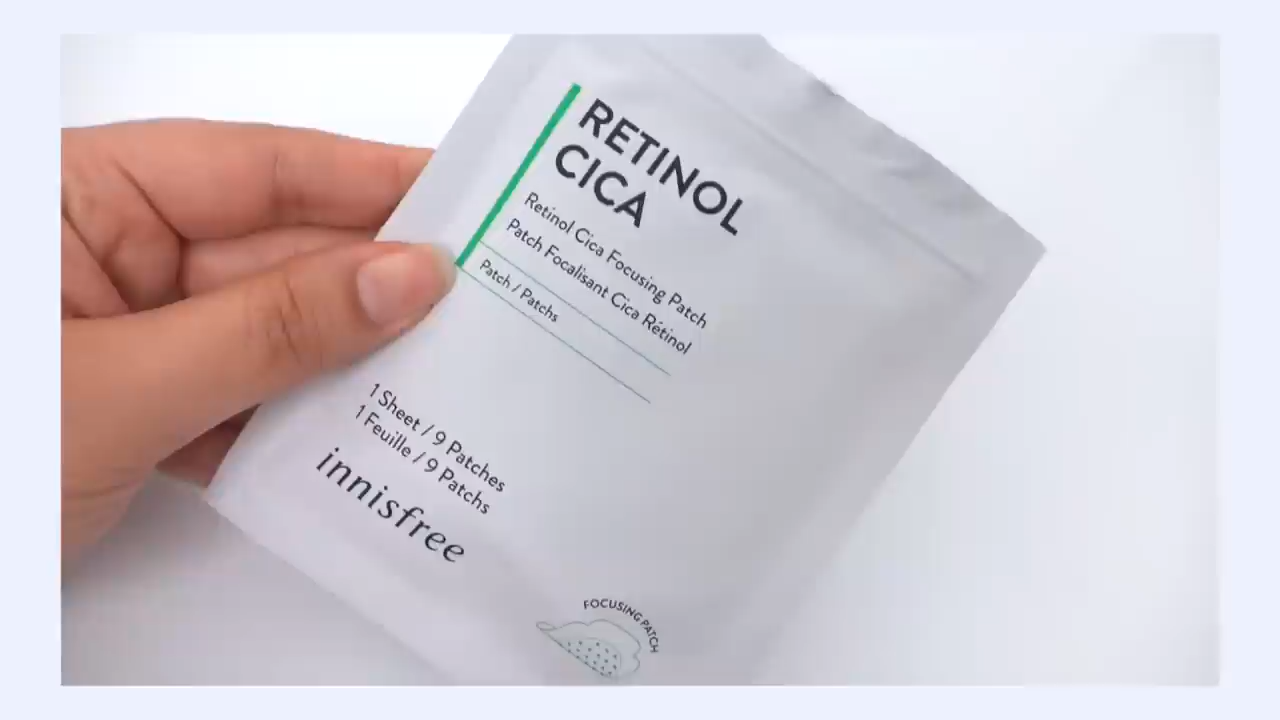 RETINOL
CICA
Retinol Cica Focusing Patch
Patch Focalisant Cica Rétinol
Patch / Patchs
1 Sheet / 9 Patches
1 Feuille / 9 Patchs
innisfree
FOCUSING PATCH